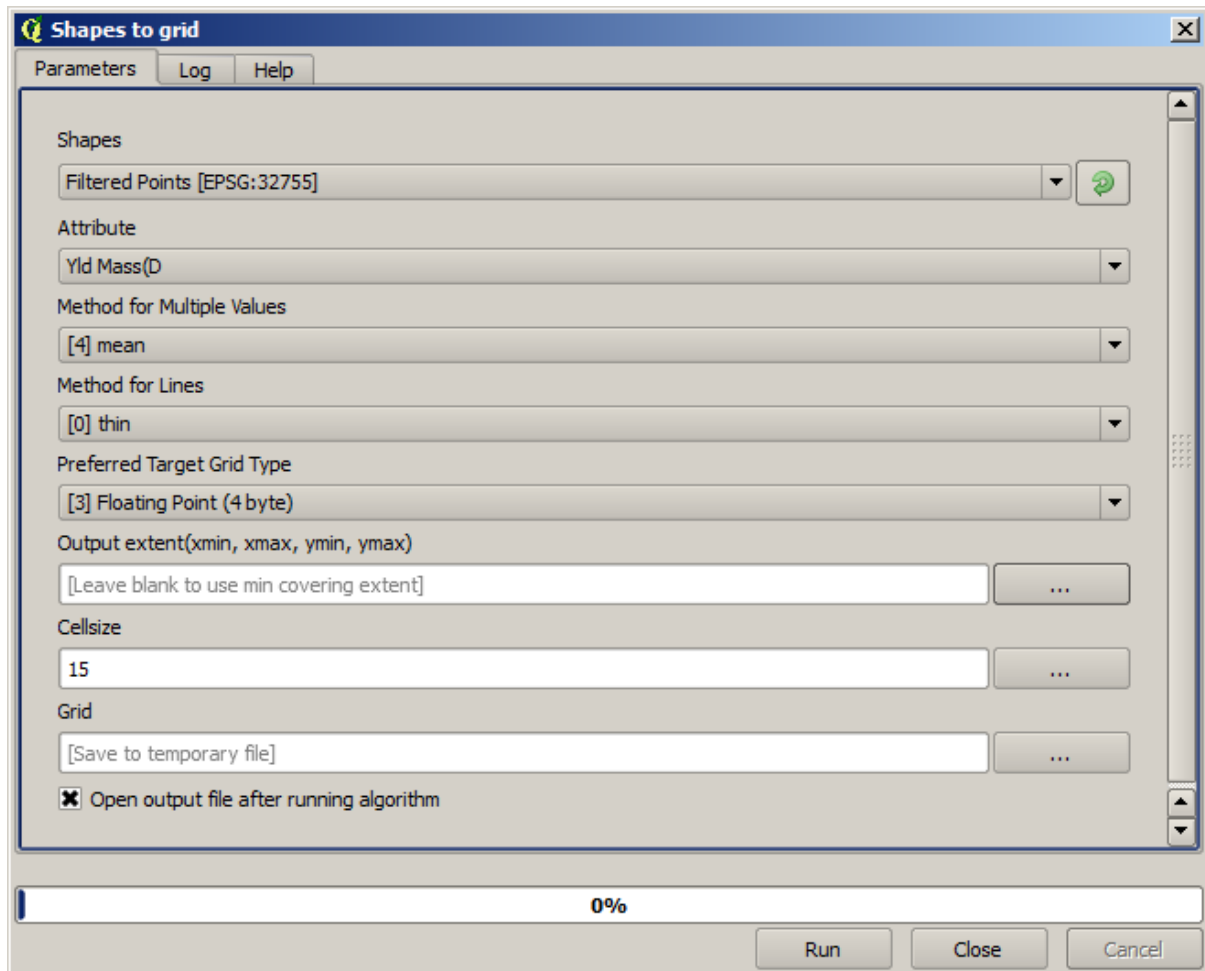 Shapes to grid
Parameters Log Help
Shapes
Filtered Points [EPSG:32755]
Attribute
Yld Mass(D
Method for Multiple Values
[4] mean
Method for Lines
[0] thin
Preferred Target Grid Type
[3] Floating Point (4 byte)
Output extent(xmin, xmax, ymin, ymax)
[Leave blank to use min covering extent]
...
Cellsize
15
...
Grid
[Save to temporary file]
...
Open output file after running algorithm
0%
Run Close Cancel